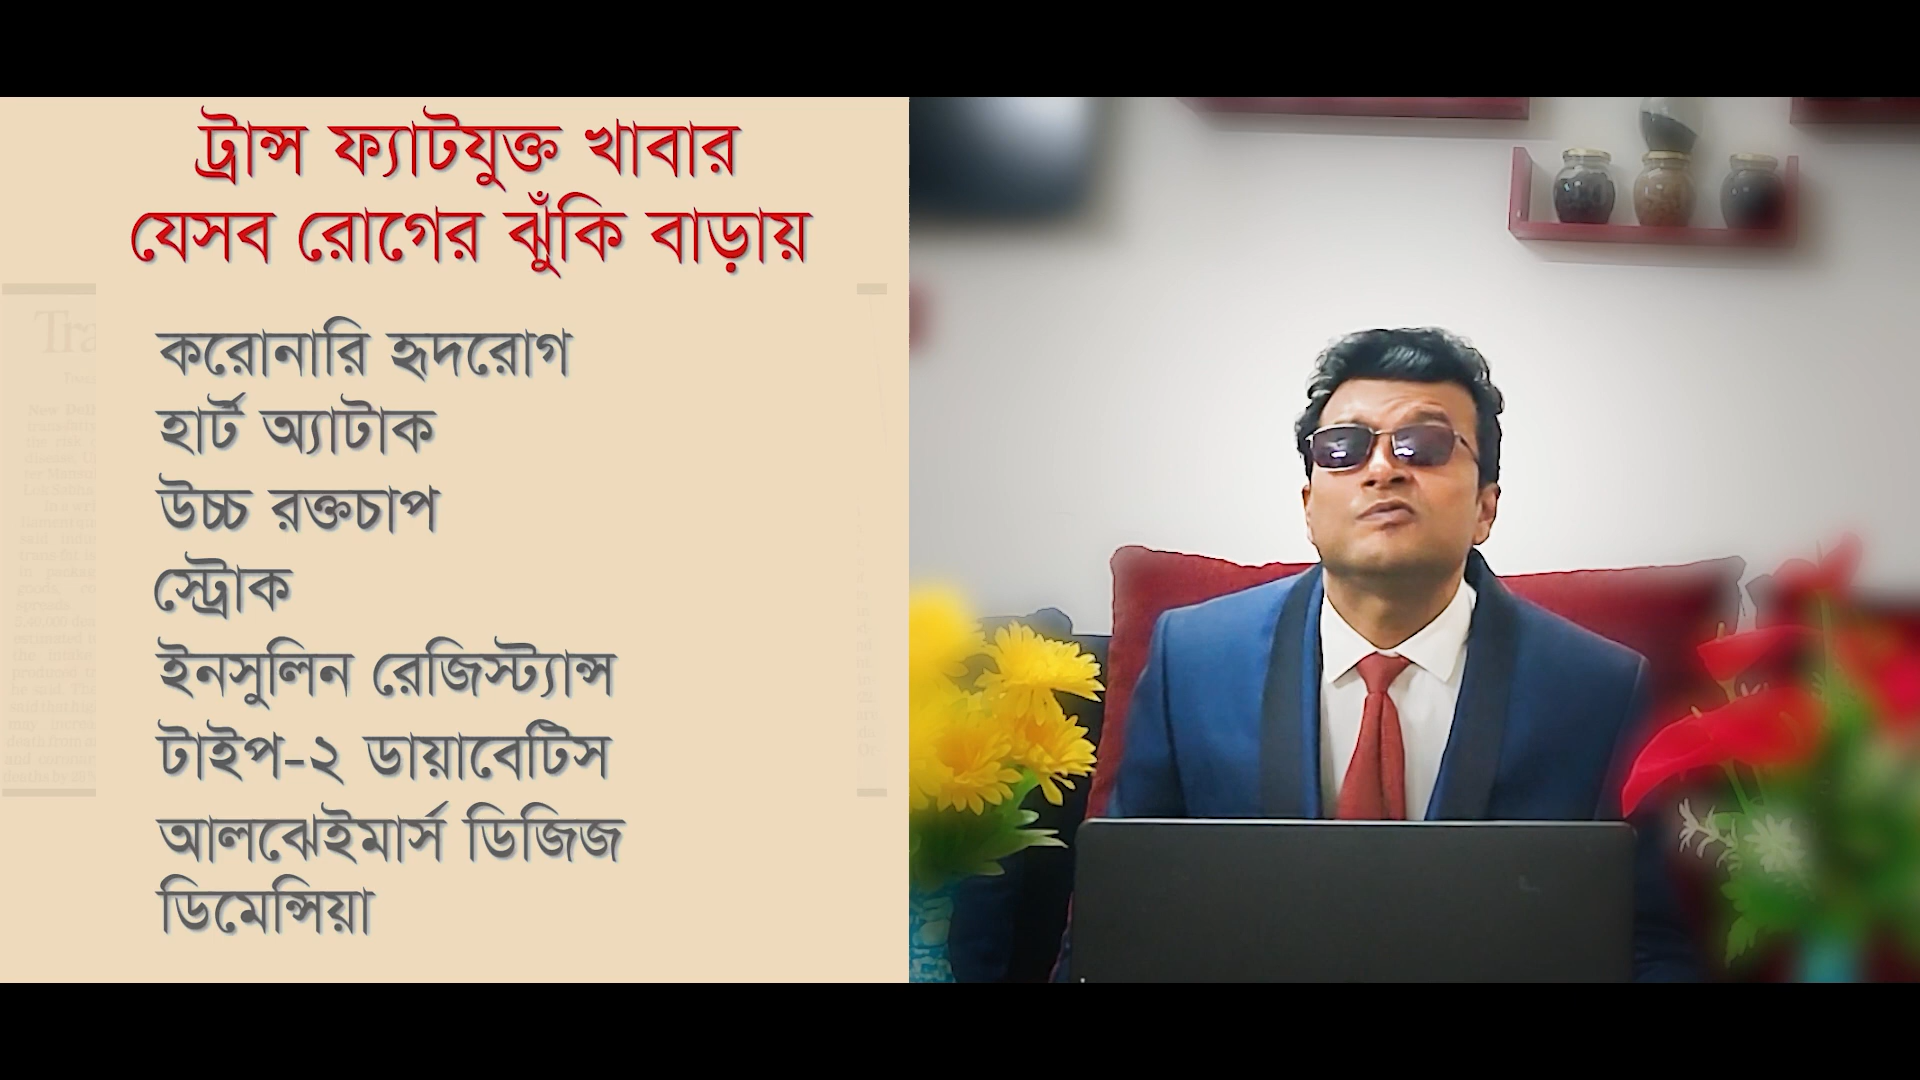 ট্রান্স ফ্যাটযুক্ত খাবার
যেসব রোগের ঝুঁকি বাড়ায়
করোনারি হৃদরোগ
হার্ট অ্যাটাক
উচ্চ রক্তচাপ
স্ট্রোক
ইনসুলিন রেজিস্ট্যান্স
টাইপ-২ ডায়াবেটিস
আলঝেইমার্স ডিজিজ
ডিমেন্সিয়া